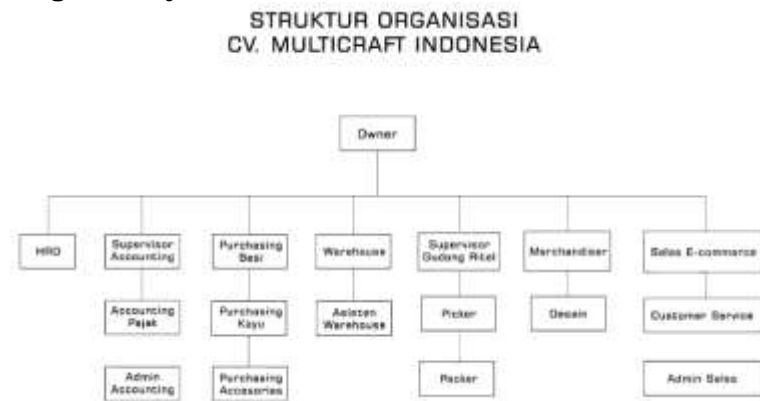 STRUKTUR ORGANISASI
CV. MULTICRAFT INDONESIA
Owner
HRD
Supervisor
Accounting
Purchasing
Besi
Warehouse
Supervisor
Gudang Ritel
Merchandiser
Sales E-commerce
Accounting
Pajak
Purchasing
Kayu
Asisten
Warehouse
Picker
Desain
Customer Service
Admin
Accounting
Purchasing
Accessories
Packer
Admin Sales